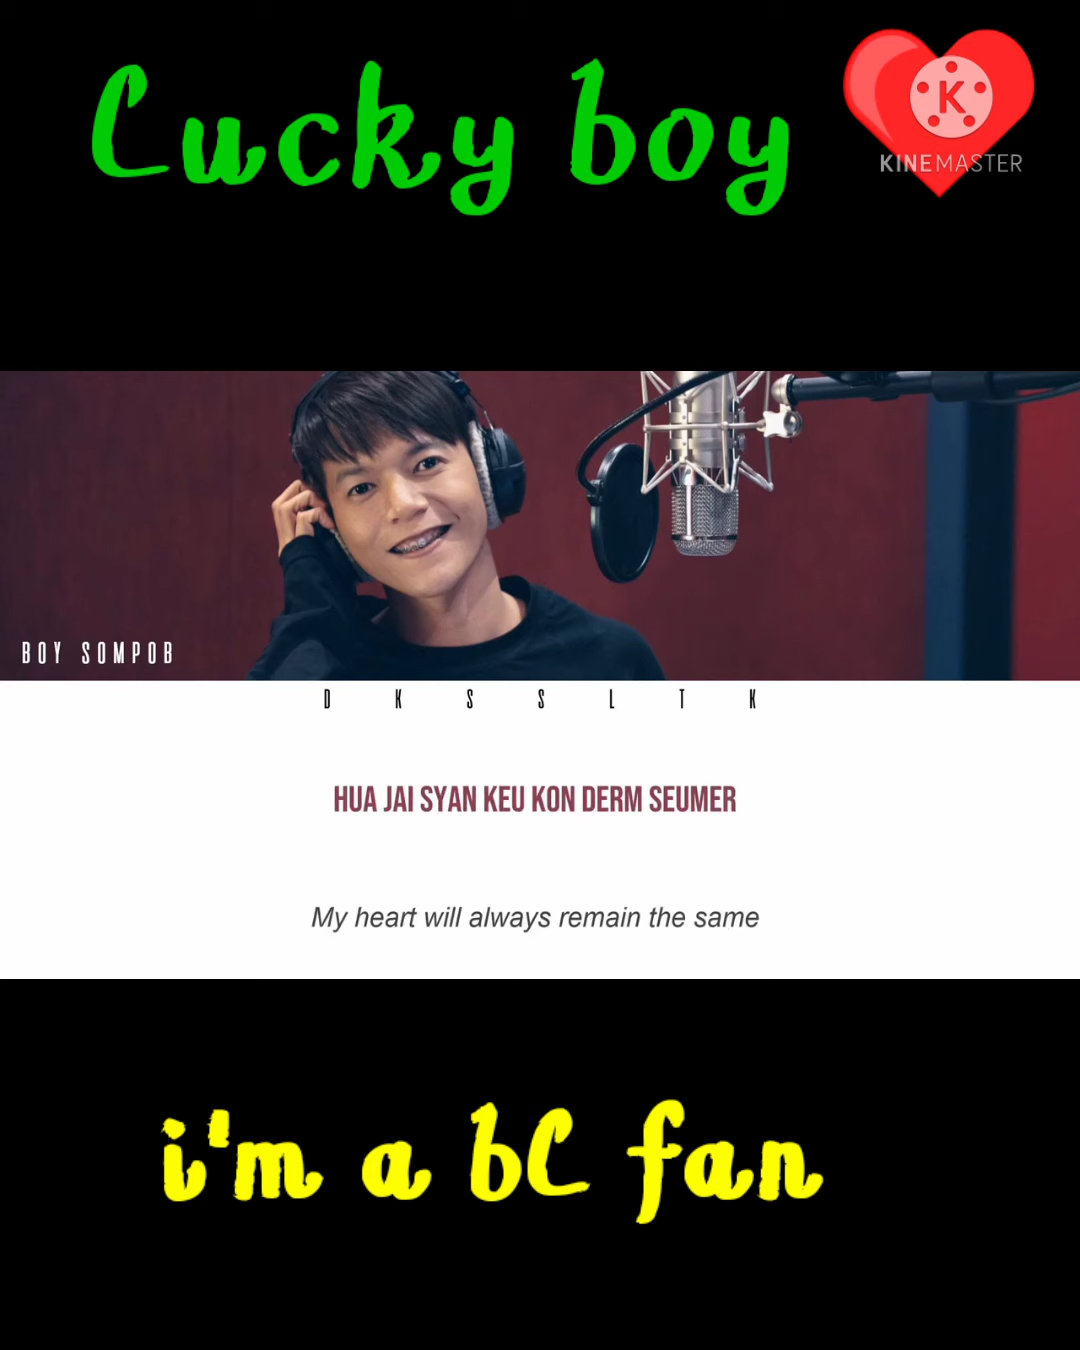 Lucky boy
K
KINEMASTER
BOY SOMPOB
D K S S L T K
HUA JAI SYAN KEU KON DERM SEUMER
My heart will always remain the same
i'm a bC fan